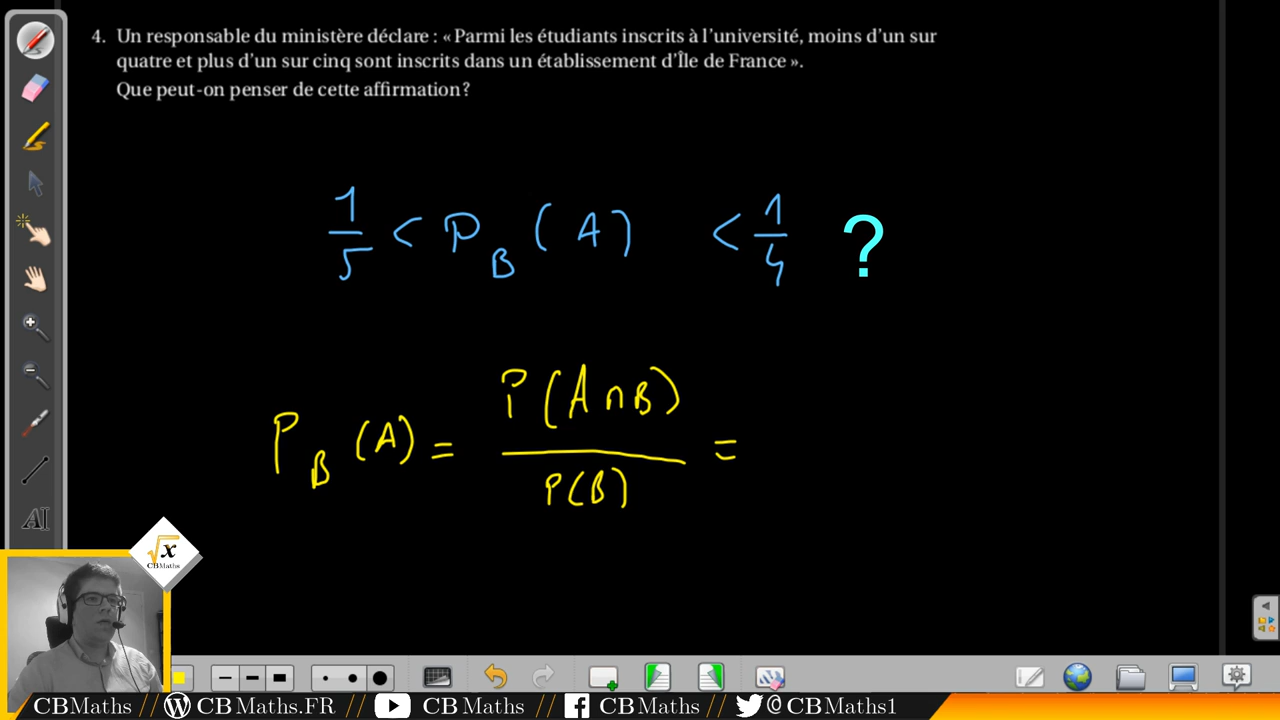 4. Un responsable du ministère déclare : « Parmi les étudiants inscrits à l'université, moins d'un sur
quatre et plus d'un sur cinq sont inscrits dans un établissement d'Île de France ».
Que peut-on penser de cette affirmation ?
1/5 < P_B (A) < 1/4 ?
P_B (A) = P(A∩B)/P(B) =
AI
√x
CBMaths
CBMaths // CBMaths.FR // CBMaths // CBMaths // @CBMaths1